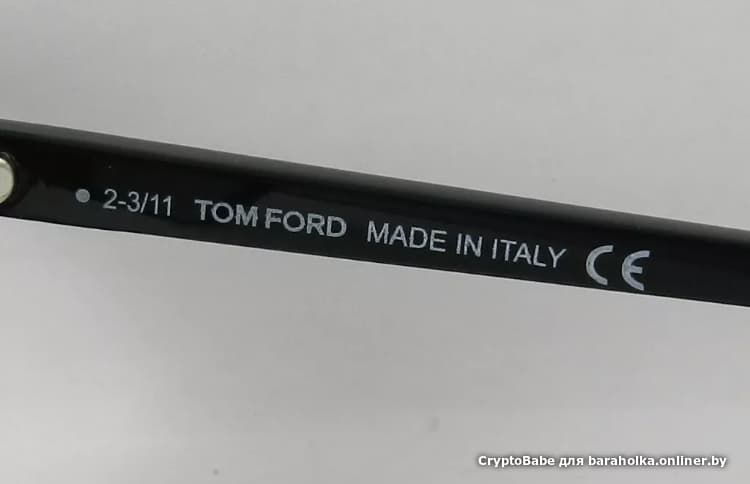 2-3/11 TOM FORD MADE IN ITALY CE
CryptoBabe для baraholka.onliner.by